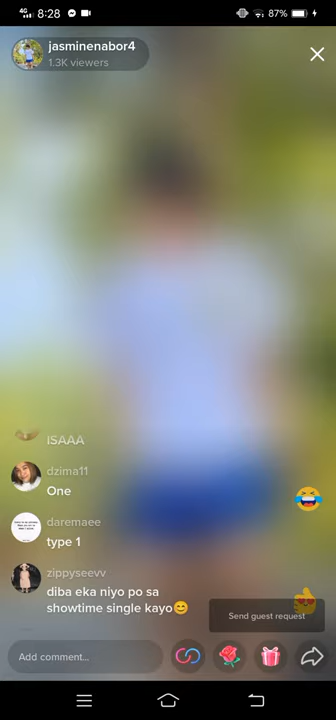 4G 8:28 87%
jasminenabor4
1.3K viewers
ISAAA
dzima11
One
daremaee
type 1
zippyseevv
diba eka niyo po sa
showtime single kayo😊
Send guest request
Add comment...